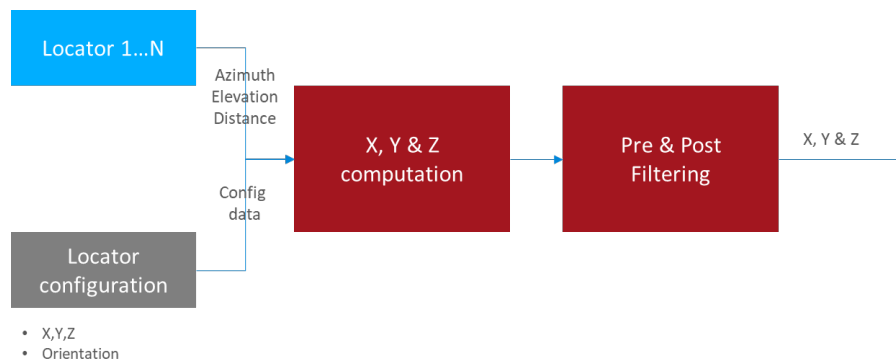 Locator 1...N
Azimuth
Elevation
Distance
X, Y & Z
computation
Pre & Post
Filtering
X, Y & Z
Config
data
Locator
configuration
• X,Y,Z
• Orientation